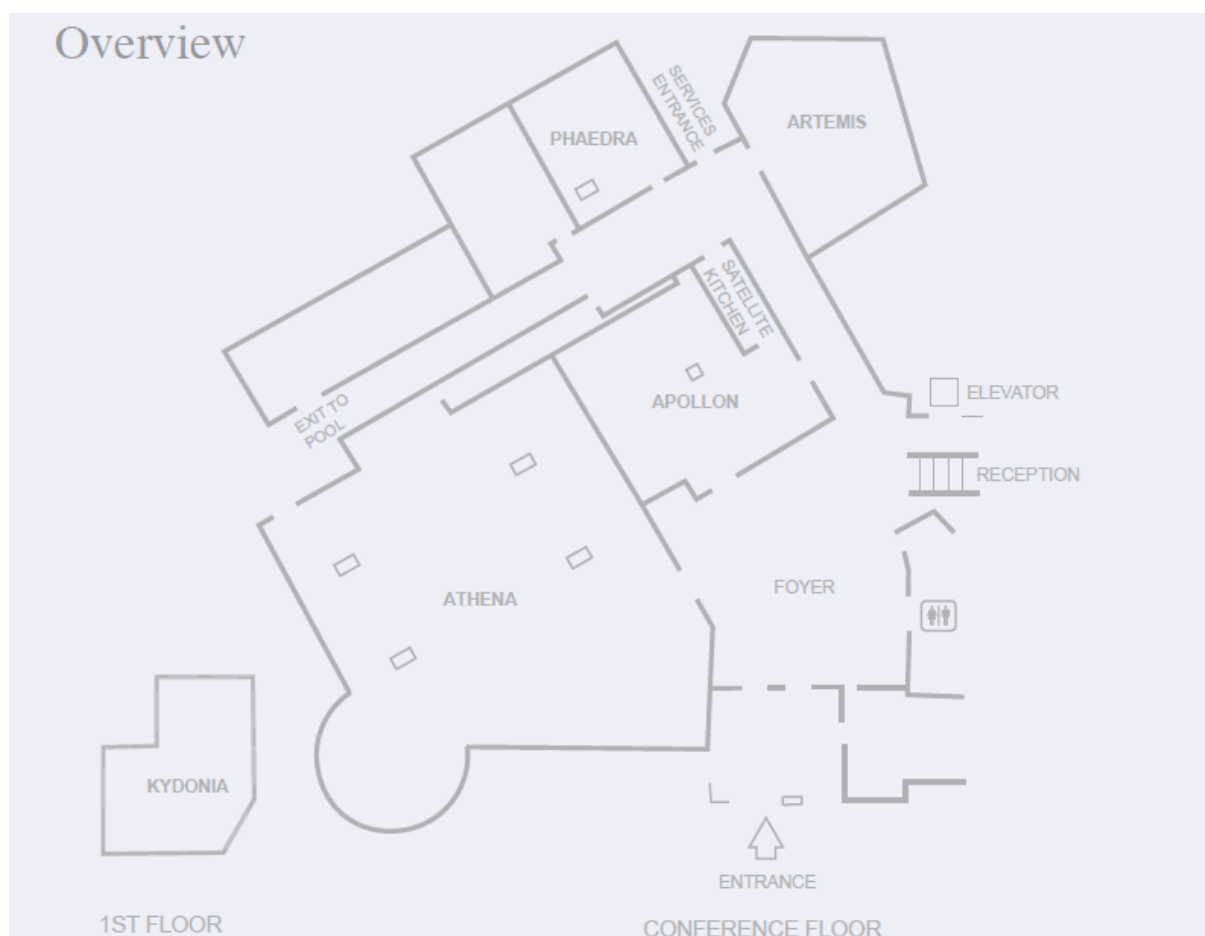 Overview
SERVICES
ENTRANCE
ARTEMIS
PHAEDRA
SATELLITE
KITCHEN
ELEVATOR
APOLLON
EXIT TO
POOL
RECEPTION
FOYER
ATHENA
KYDONIA
ENTRANCE
1ST FLOOR
CONFERENCE FLOOR